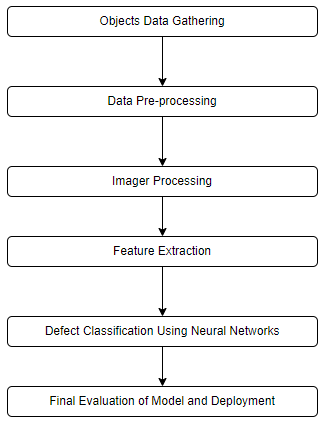 Objects Data Gathering
Data Pre-processing
Imager Processing
Feature Extraction
Defect Classification Using Neural Networks
Final Evaluation of Model and Deployment